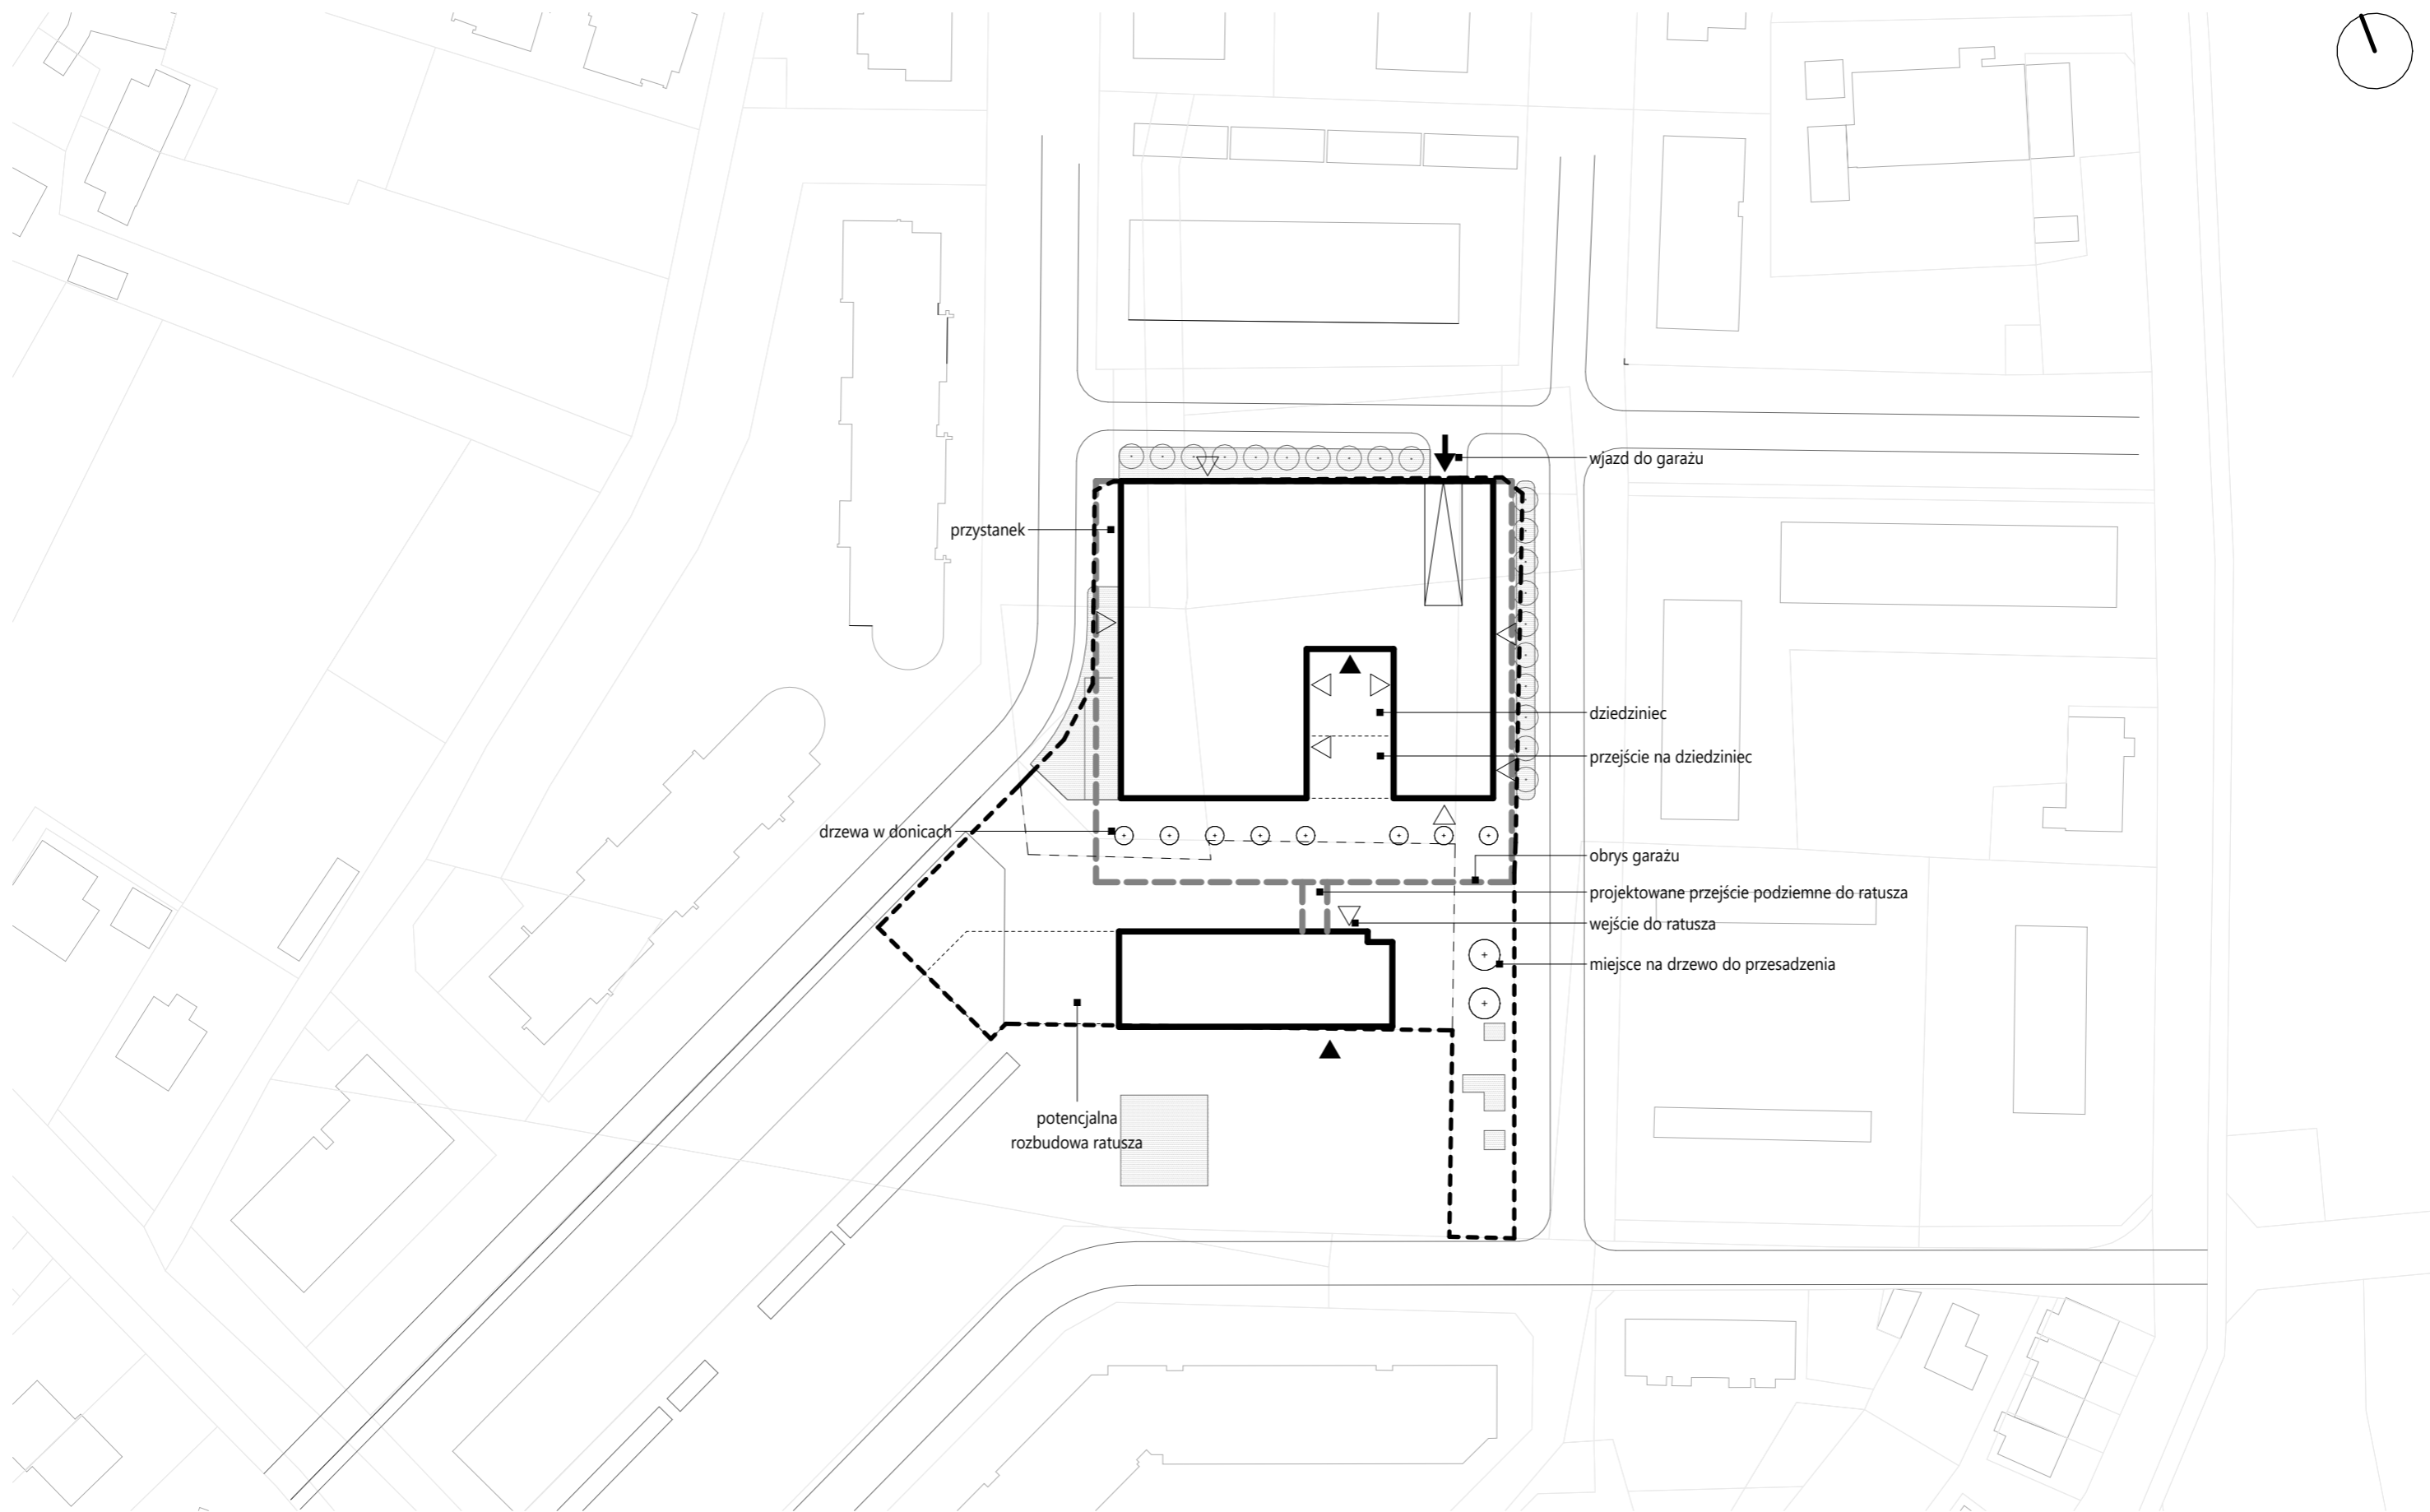 wjazd do garażu
przystanek
dziedziniec
przejście na dziedziniec
drzewa w donicach
obrys garażu
projektowane przejście podziemne do ratusza
wejście do ratusza
miejsce na drzewo do przesadzenia
potencjalna
rozbudowa ratusza